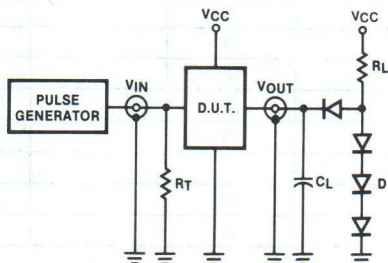 VCC
VCC
RL
VIN
VOUT
PULSE
GENERATOR
D.U.T.
RT
CL
D